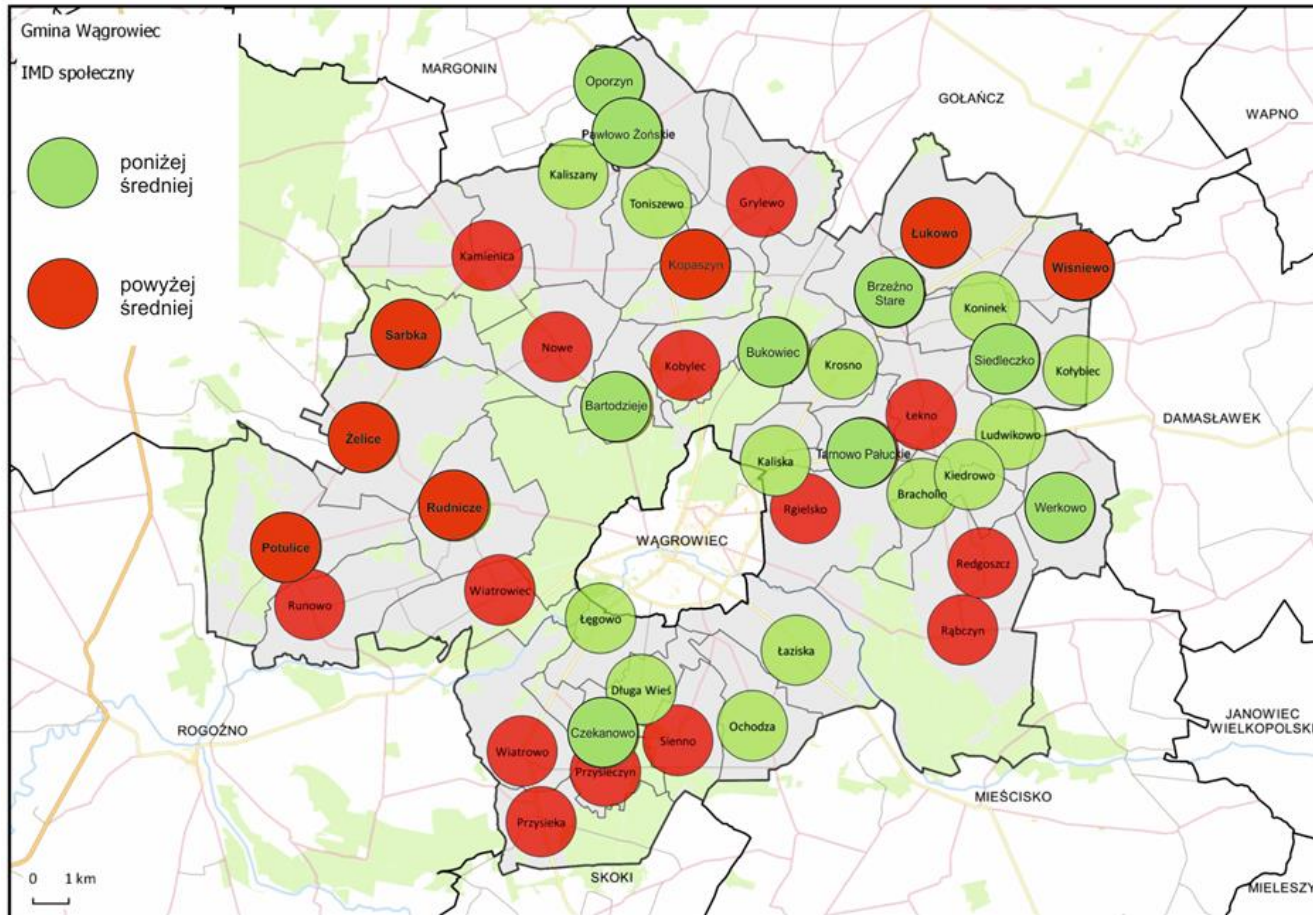 Gmina Wągrowiec
IMD społeczny
poniżej
średniej
powyżej
średniej
MARGONIN
GOŁAŃCZ
WAPNO
Oporzyn
Pawłowo Żońskie
Kaliszany
Toniszewo
Grylewo
Łukowo
Kamienica
Kopaszyn
Wiśniewo
Brzeźno
Stare
Koninek
Sarbka
Nowe
Kobylec
Bukowiec
Krosno
Siedleczko
Kołybiec
Bartodzieje
Łekno
DAMASŁAWEK
Żelice
Ludwikowo
Kaliska
Tarnowo Pałuckie
Kiedrowo
Bracholin
Rudnicze
Rgielsko
Werkowo
WĄGROWIEC
Potulice
Redgoszcz
Wiatrowiec
Runowo
Łęgowo
Rąbczyn
Łaziska
Długa Wieś
ROGOŹNO
Czekanowo
Ochodza
Sienno
JANOWIEC
WIELKOPOLSKI
Wiatrowo
Przysieczyn
MIEŚCISKO
Przysieka
SKOKI
0 1 km
MIELESZY